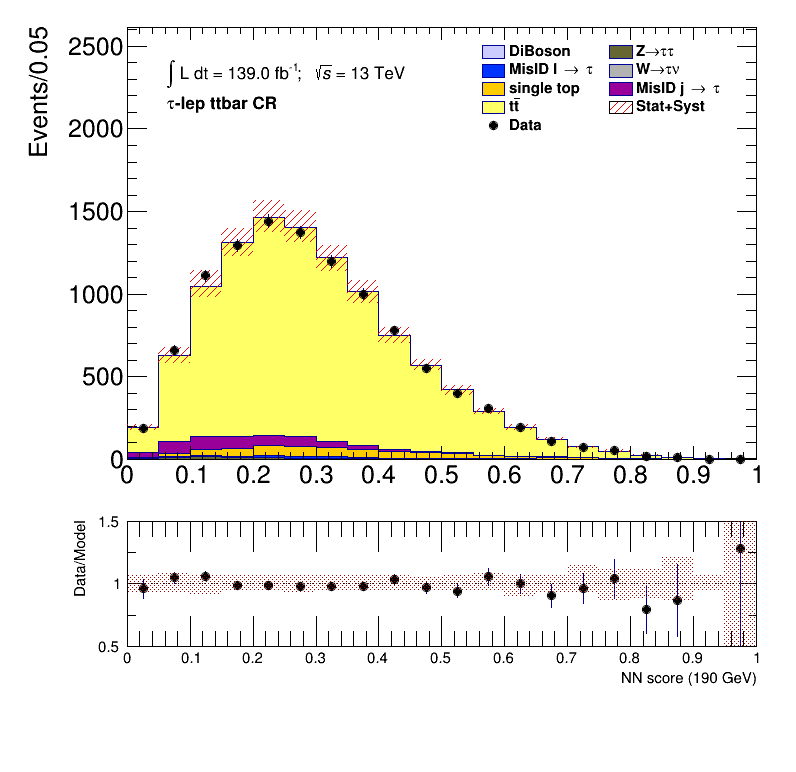 Events/0.05
2500
2000
1500
1000
500
0
∫ L dt = 139.0 fb⁻¹; √s = 13 TeV
τ-lep ttbar CR
DiBoson
MisID l → τ
single top
tt̄
Data
Z→ττ
W→τν
MisID j → τ
Stat+Syst
0 0.1 0.2 0.3 0.4 0.5 0.6 0.7 0.8 0.9 1
Data/Model
1.5
1
0.5
0 0.1 0.2 0.3 0.4 0.5 0.6 0.7 0.8 0.9 1
NN score (190 GeV)